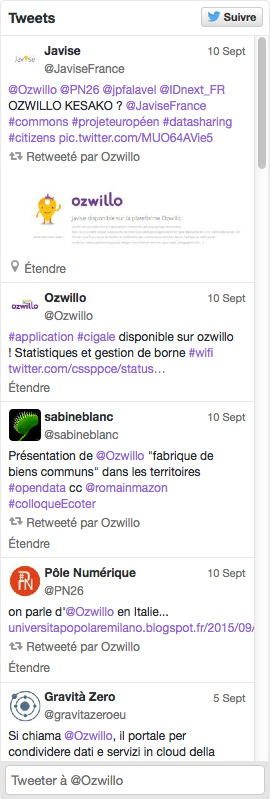 Tweets
Suivre
Javise
10 Sept
@JaviseFrance
@Ozwillo @PN26 @jpfalavel @IDnext_FR
OZWILLO KESAKO ? @JaviseFrance
#commons #projeteuropéen #datasharing
#citizens pic.twitter.com/MUO64AVie5
Retweeté par Ozwillo
ozwillo
Javise disponible sur la plateforme Ozwillo
Étendre
Ozwillo
10 Sept
@Ozwillo
#application #cigale disponible sur ozwillo
! Statistiques et gestion de borne #wifi
twitter.com/cssppce/status…
Étendre
sabineblanc
10 Sept
@sabineblanc
Présentation de @Ozwillo "fabrique de
biens communs" dans les territoires
#opendata cc @romainmazon
#colloqueEcoter
Retweeté par Ozwillo
Étendre
Pôle Numérique
10 Sept
@PN26
on parle d'@Ozwillo en Italie...
universitapopolaremilano.blogspot.fr/2015/09/
Retweeté par Ozwillo
Étendre
Gravità Zero
5 Sept
@gravitazeroeu
Si chiama @Ozwillo, il portale per
condividere dati e servizi in cloud della
Tweeter à @Ozwillo